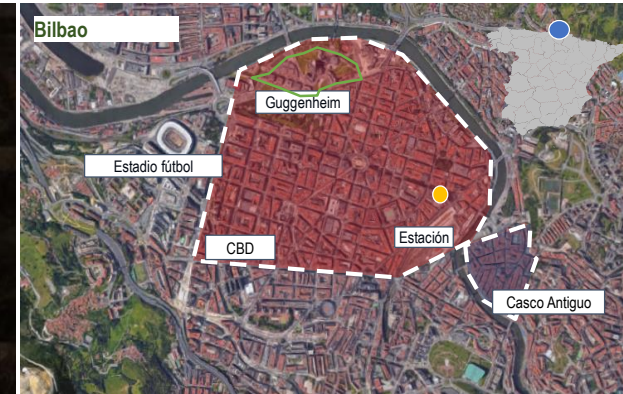 Bilbao
Guggenheim
Estadio fútbol
Estación
CBD
Casco Antiguo